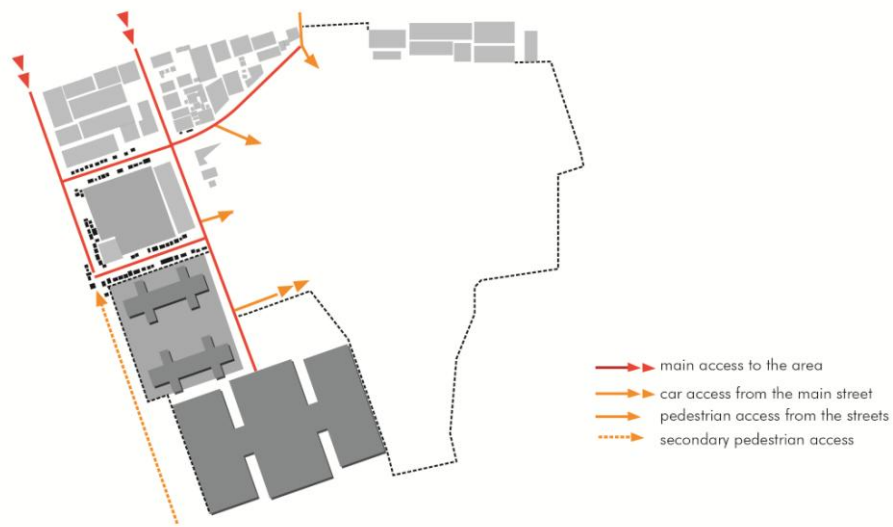 main access to the area
car access from the main street
pedestrian access from the streets
secondary pedestrian access